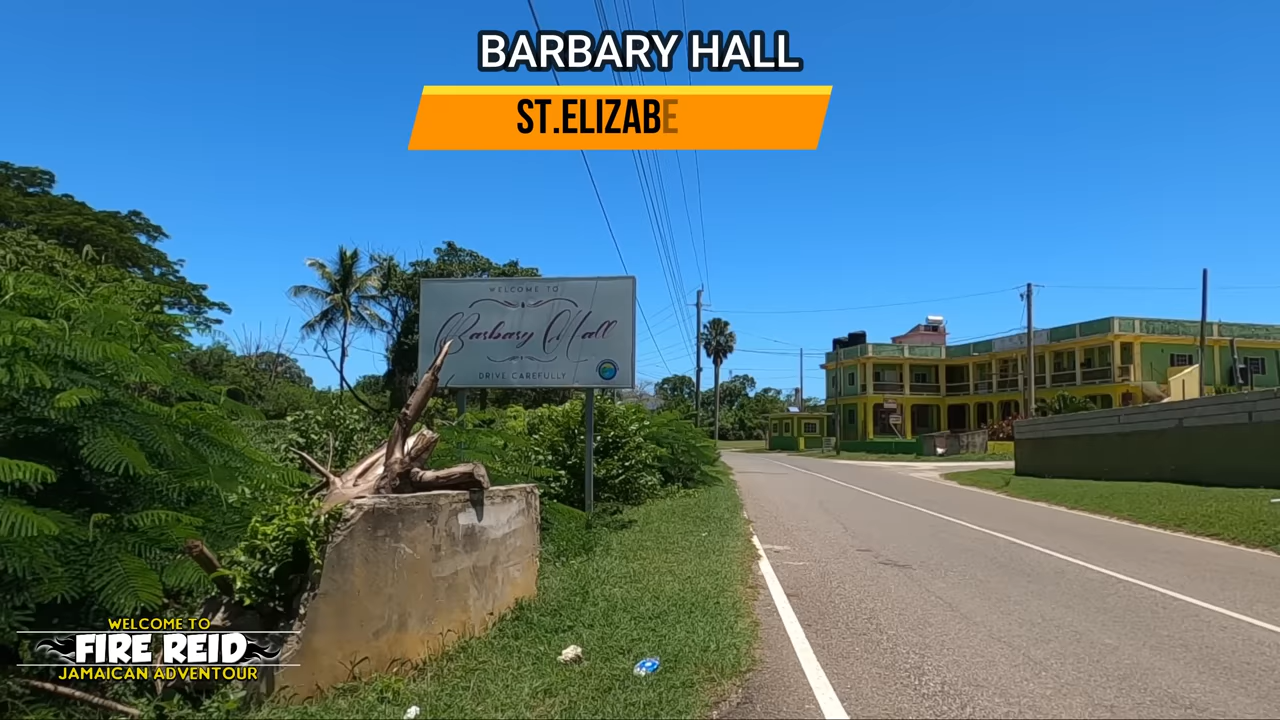 BARBARY HALL
ST.ELIZABE
WELCOME TO
Barbary Hall
DRIVE CAREFULLY
WELCOME TO
FIRE REID
JAMAICAN ADVENTOUR